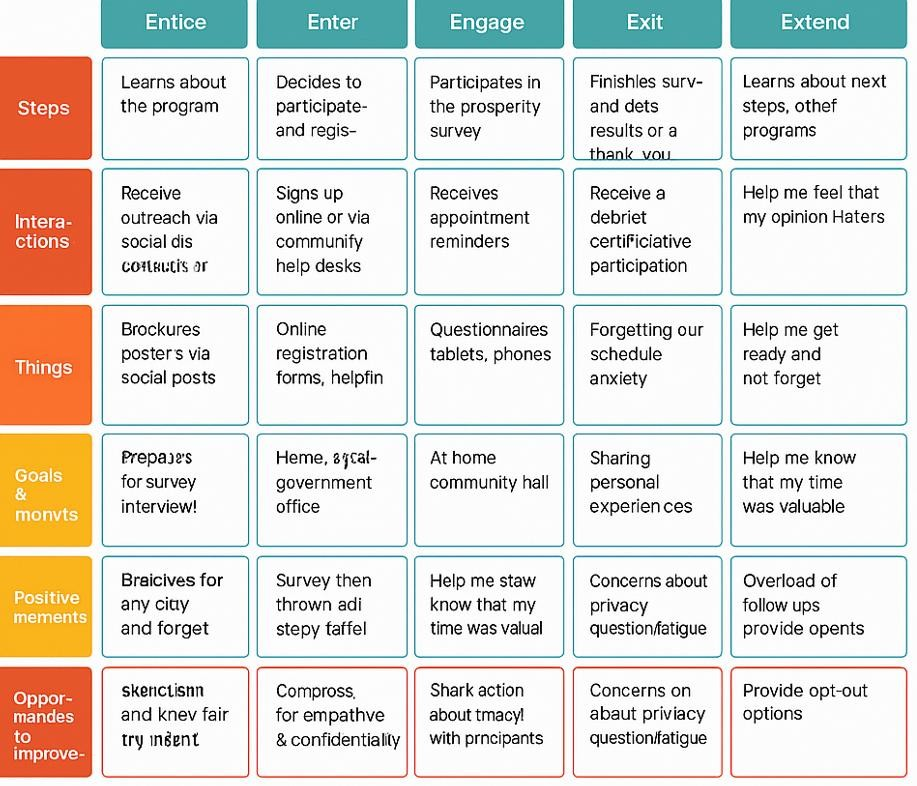 Entice
Enter
Engage
Exit
Extend
Steps
Learns about
the program
Decides to
participate-
and regis–
Participates in
the prosperity
survey
Finishles surv-
and dets
results or a
thank you
Learns about next
steps, othef
programs
Intera-
ctions
Receive
outreach via
social dis
or
Signs up
online or via
communify
help desks
Receives
appointment
reminders
Receive a
debriet
certificiative
participation
Help me feel that
my opinion Haters
Things
Brockures
posters via
social posts
Online
registration
forms, helpfin
Questionnaires
tablets, phones
Forgetting our
schedule
anxiety
Help me get
ready and
not forget
Goals
&
monvts
for survey
interview!
Heme,
government
office
At home
community hall
Sharing
personal
experien ces
Help me know
that my time
was valuable
Positive
mements
Braicives for
any city
and forget
Survey then
thrown adi
stepy faffel
Help me staw
know that my
time was valual
Concerns about
privacy
question/fatigue
Overload of
follow ups
provide opents
Oppor-
mandes
to
improve-
skenctisnn
and knev fair
try
Compross,
for empathve
& confidentiality
Shark action
about tmacy!
with prncipants
Concerns on
abaut priviacy
question/fatigue
Provide opt-out
options